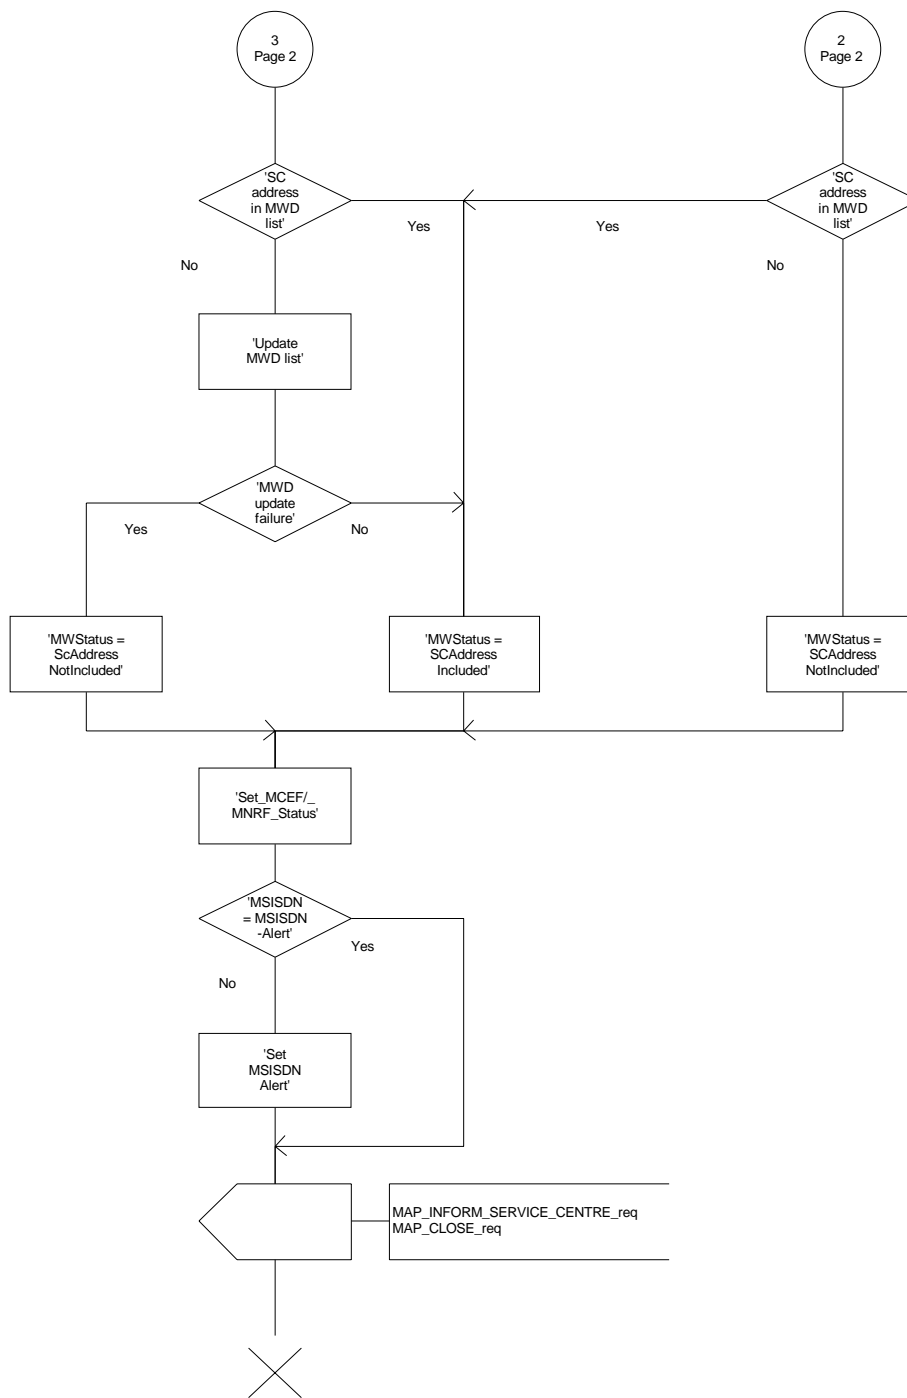 3
Page 2
2
Page 2
'SC
address
in MWD
list'
'SC
address
in MWD
list'
Yes
Yes
No
No
'Update
MWD list'
'MWD
update
failure'
Yes
No
'MWStatus =
ScAddress
NotIncluded'
'MWStatus =
SCAddress
Included'
'MWStatus =
SCAddress
NotIncluded'
'Set_MCEF/_
MNRF_Status'
'MSISDN
= MSISDN
-Alert'
Yes
No
'Set
MSISDN
Alert'
MAP_INFORM_SERVICE_CENTRE_req
MAP_CLOSE_req